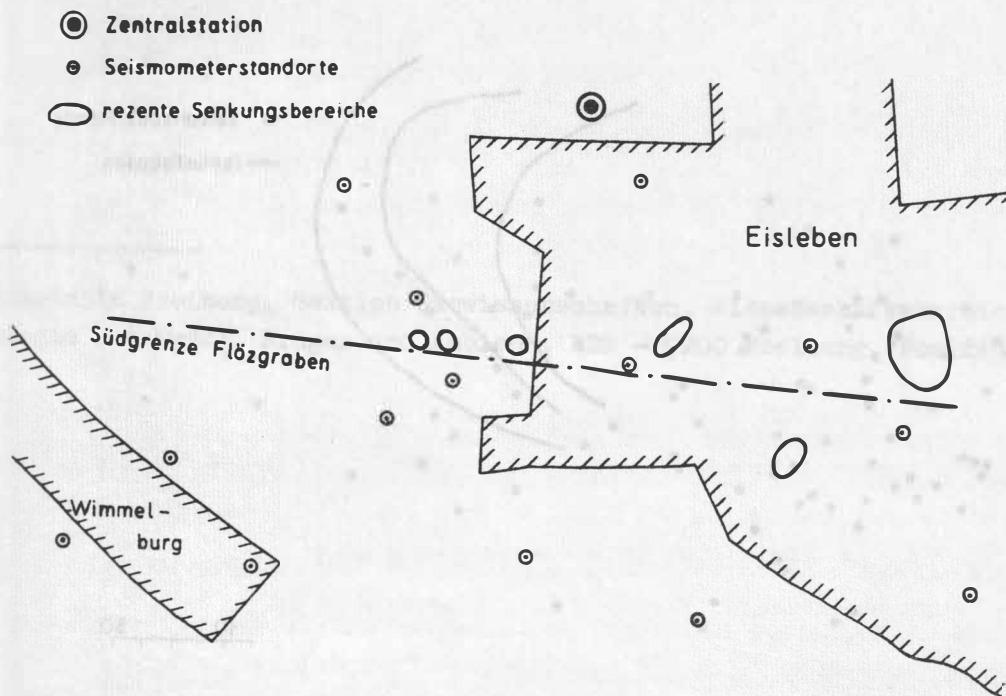 Zentralstation
Seismometerstandorte
rezente Senkungsbereiche
Eisleben
Südgrenze Flözgraben
Wimmel-
burg